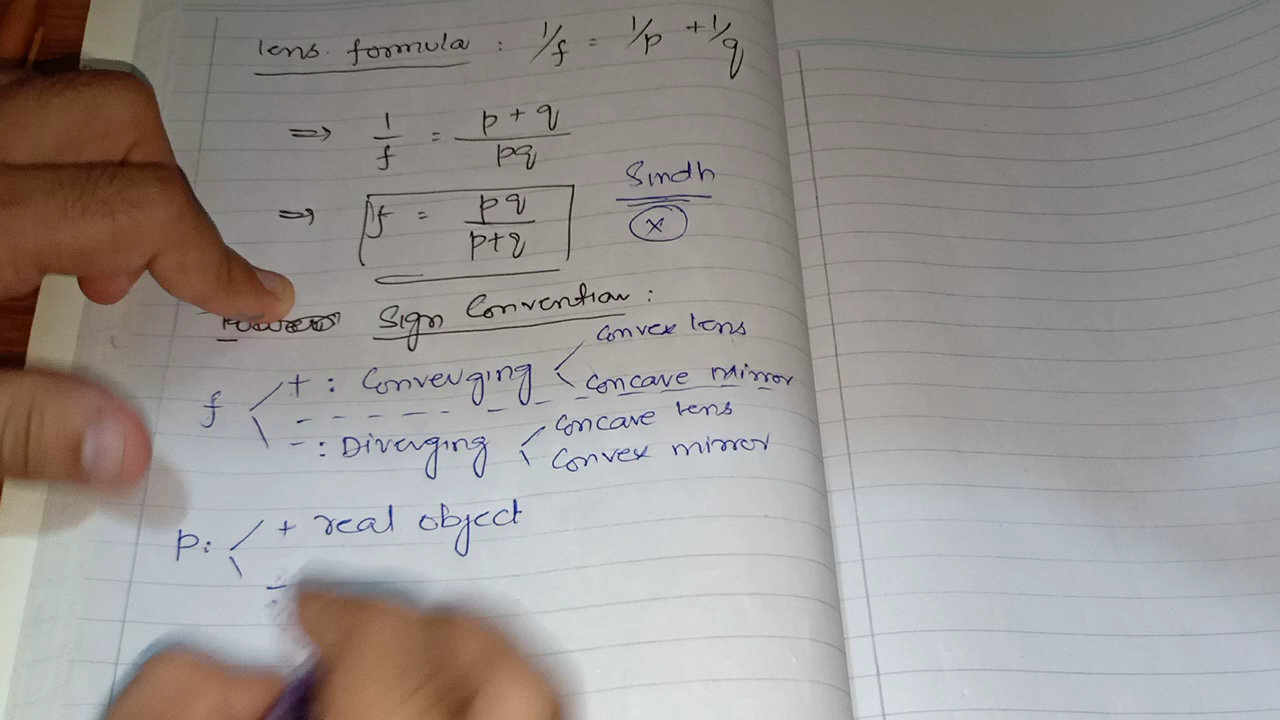 lens. formula : 1/f = 1/p + 1/q
⇒ 1/f = p + q / pq
Sindh
⇒ f = pq / p+q
x
Sign Convention :
convex lens
f + : Converging
concave mirror
concave lens
- : Diverging
convex mirror
p: + real object
-